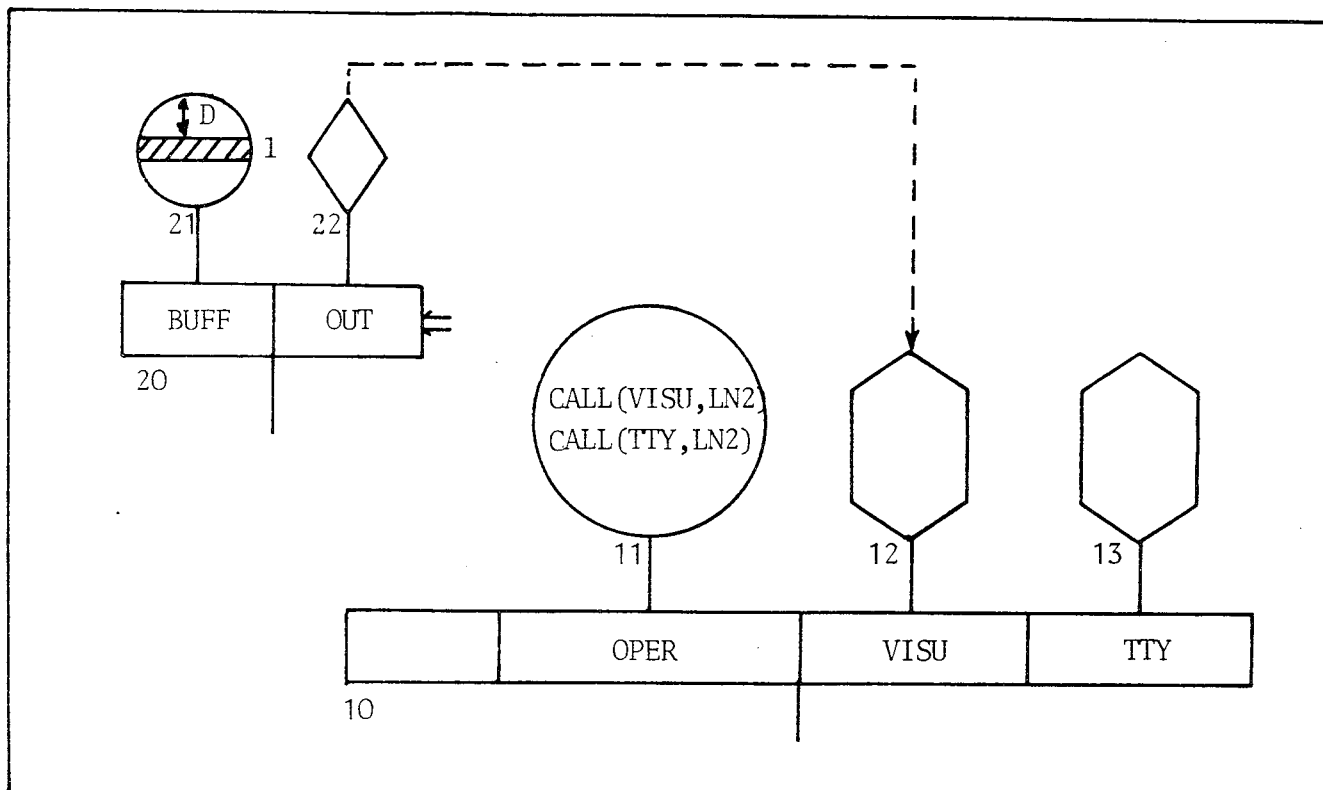 D
1
21
22
BUFF
OUT
20
CALL(VISU,LN2)
CALL(TTY,LN2)
11
12
13
OPER
VISU
TTY
10